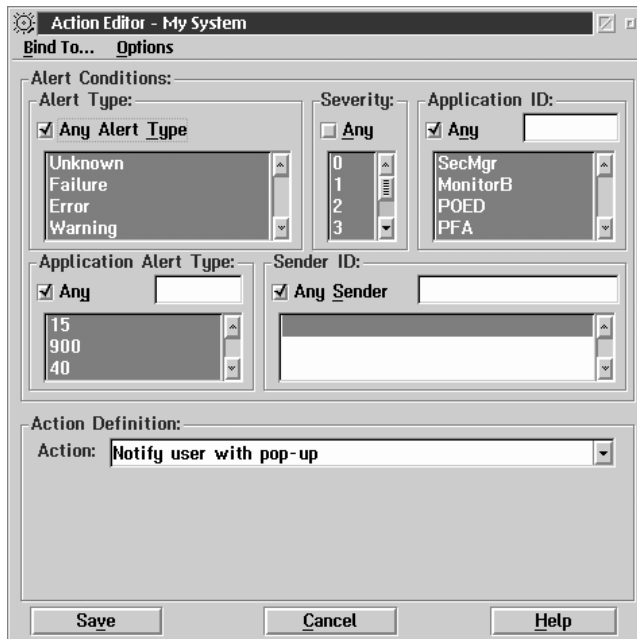 Action Editor - My System
Bind To... Options
Alert Conditions:
Alert Type:
Any Alert Type
Unknown
Failure
Error
Warning
Severity:
Any
0
1
2
3
Application ID:
Any
SecMgr
MonitorB
POED
PFA
Application Alert Type:
Any
15
900
40
Sender ID:
Any Sender
Action Definition:
Action: Notify user with pop-up
Save Cancel Help